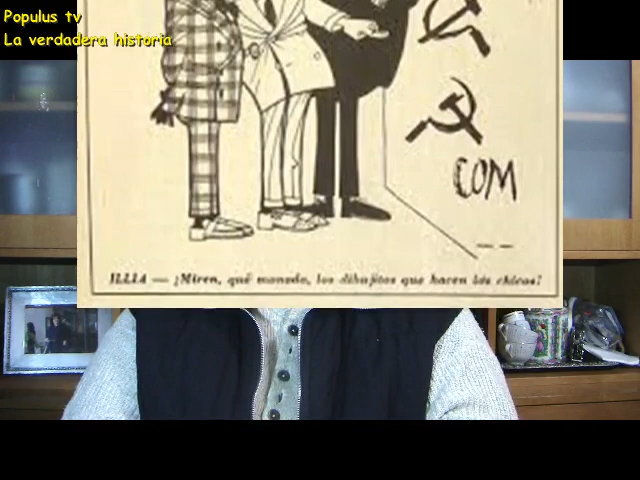 Populus tv
La verdadera historia
COM
ILLIA — ¡Miren, qué monada, los dibujitos que hacen los chicos!